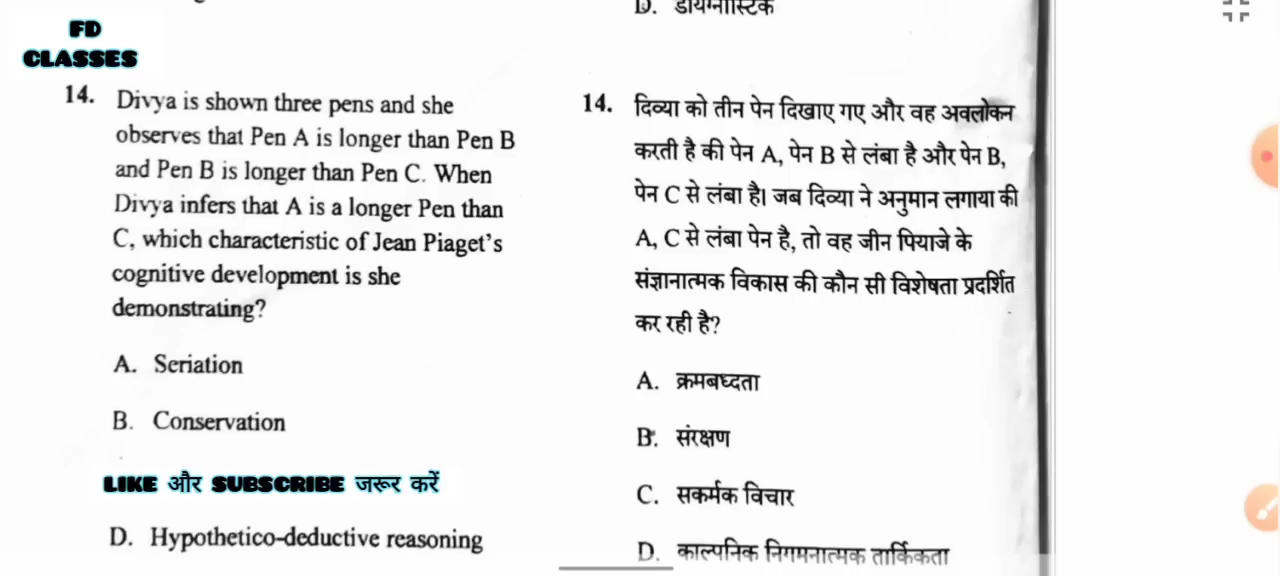 D. डायग्नोस्टिक
FD
CLASSES
14. Divya is shown three pens and she
observes that Pen A is longer than Pen B
and Pen B is longer than Pen C. When
Divya infers that A is a longer Pen than
C, which characteristic of Jean Piaget's
cognitive development is she
demonstrating?
A. Seriation
B. Conservation
LIKE और SUBSCRIBE जरूर करें
D. Hypothetico-deductive reasoning
14. दिव्या को तीन पेन दिखाए गए और वह अवलोकन
करती है की पेन A, पेन B से लंबा है और पेन B,
पेन C से लंबा है। जब दिव्या ने अनुमान लगाया की
A, C से लंबा पेन है, तो वह जीन पियाजे के
संज्ञानात्मक विकास की कौन सी विशेषता प्रदर्शित
कर रही है?
A. क्रमबध्दता
B. संरक्षण
C. सकर्मक विचार
D. काल्पनिक निगमनात्मक तार्किकता